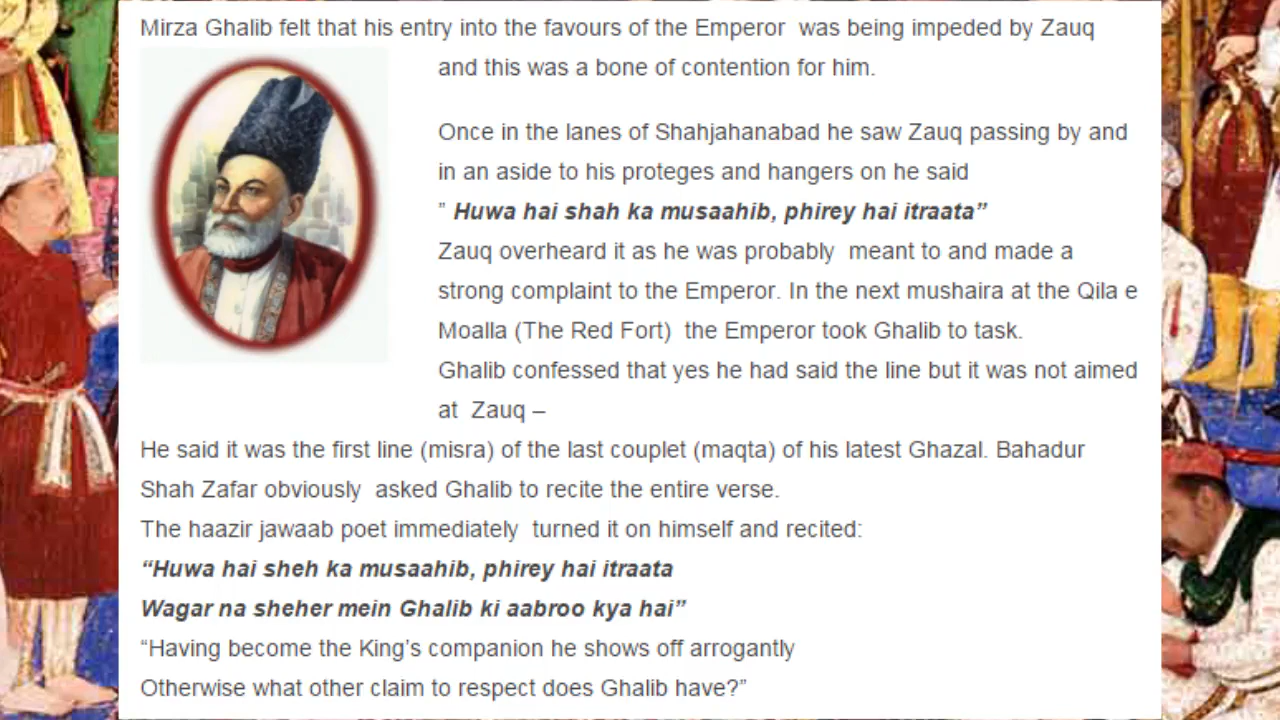 Mirza Ghalib felt that his entry into the favours of the Emperor  was being impeded by Zauq
and this was a bone of contention for him.
Once in the lanes of Shahjahanabad he saw Zauq passing by and
in an aside to his proteges and hangers on he said
” Huwa hai shah ka musaahib, phirey hai itraata”
Zauq overheard it as he was probably  meant to and made a
strong complaint to the Emperor. In the next mushaira at the Qila e
Moalla (The Red Fort)  the Emperor took Ghalib to task.
Ghalib confessed that yes he had said the line but it was not aimed
at  Zauq –
He said it was the first line (misra) of the last couplet (maqta) of his latest Ghazal. Bahadur
Shah Zafar obviously  asked Ghalib to recite the entire verse.
The haazir jawaab poet immediately  turned it on himself and recited:
“Huwa hai sheh ka musaahib, phirey hai itraata
Wagar na sheher mein Ghalib ki aabroo kya hai”
“Having become the King’s companion he shows off arrogantly
Otherwise what other claim to respect does Ghalib have?”